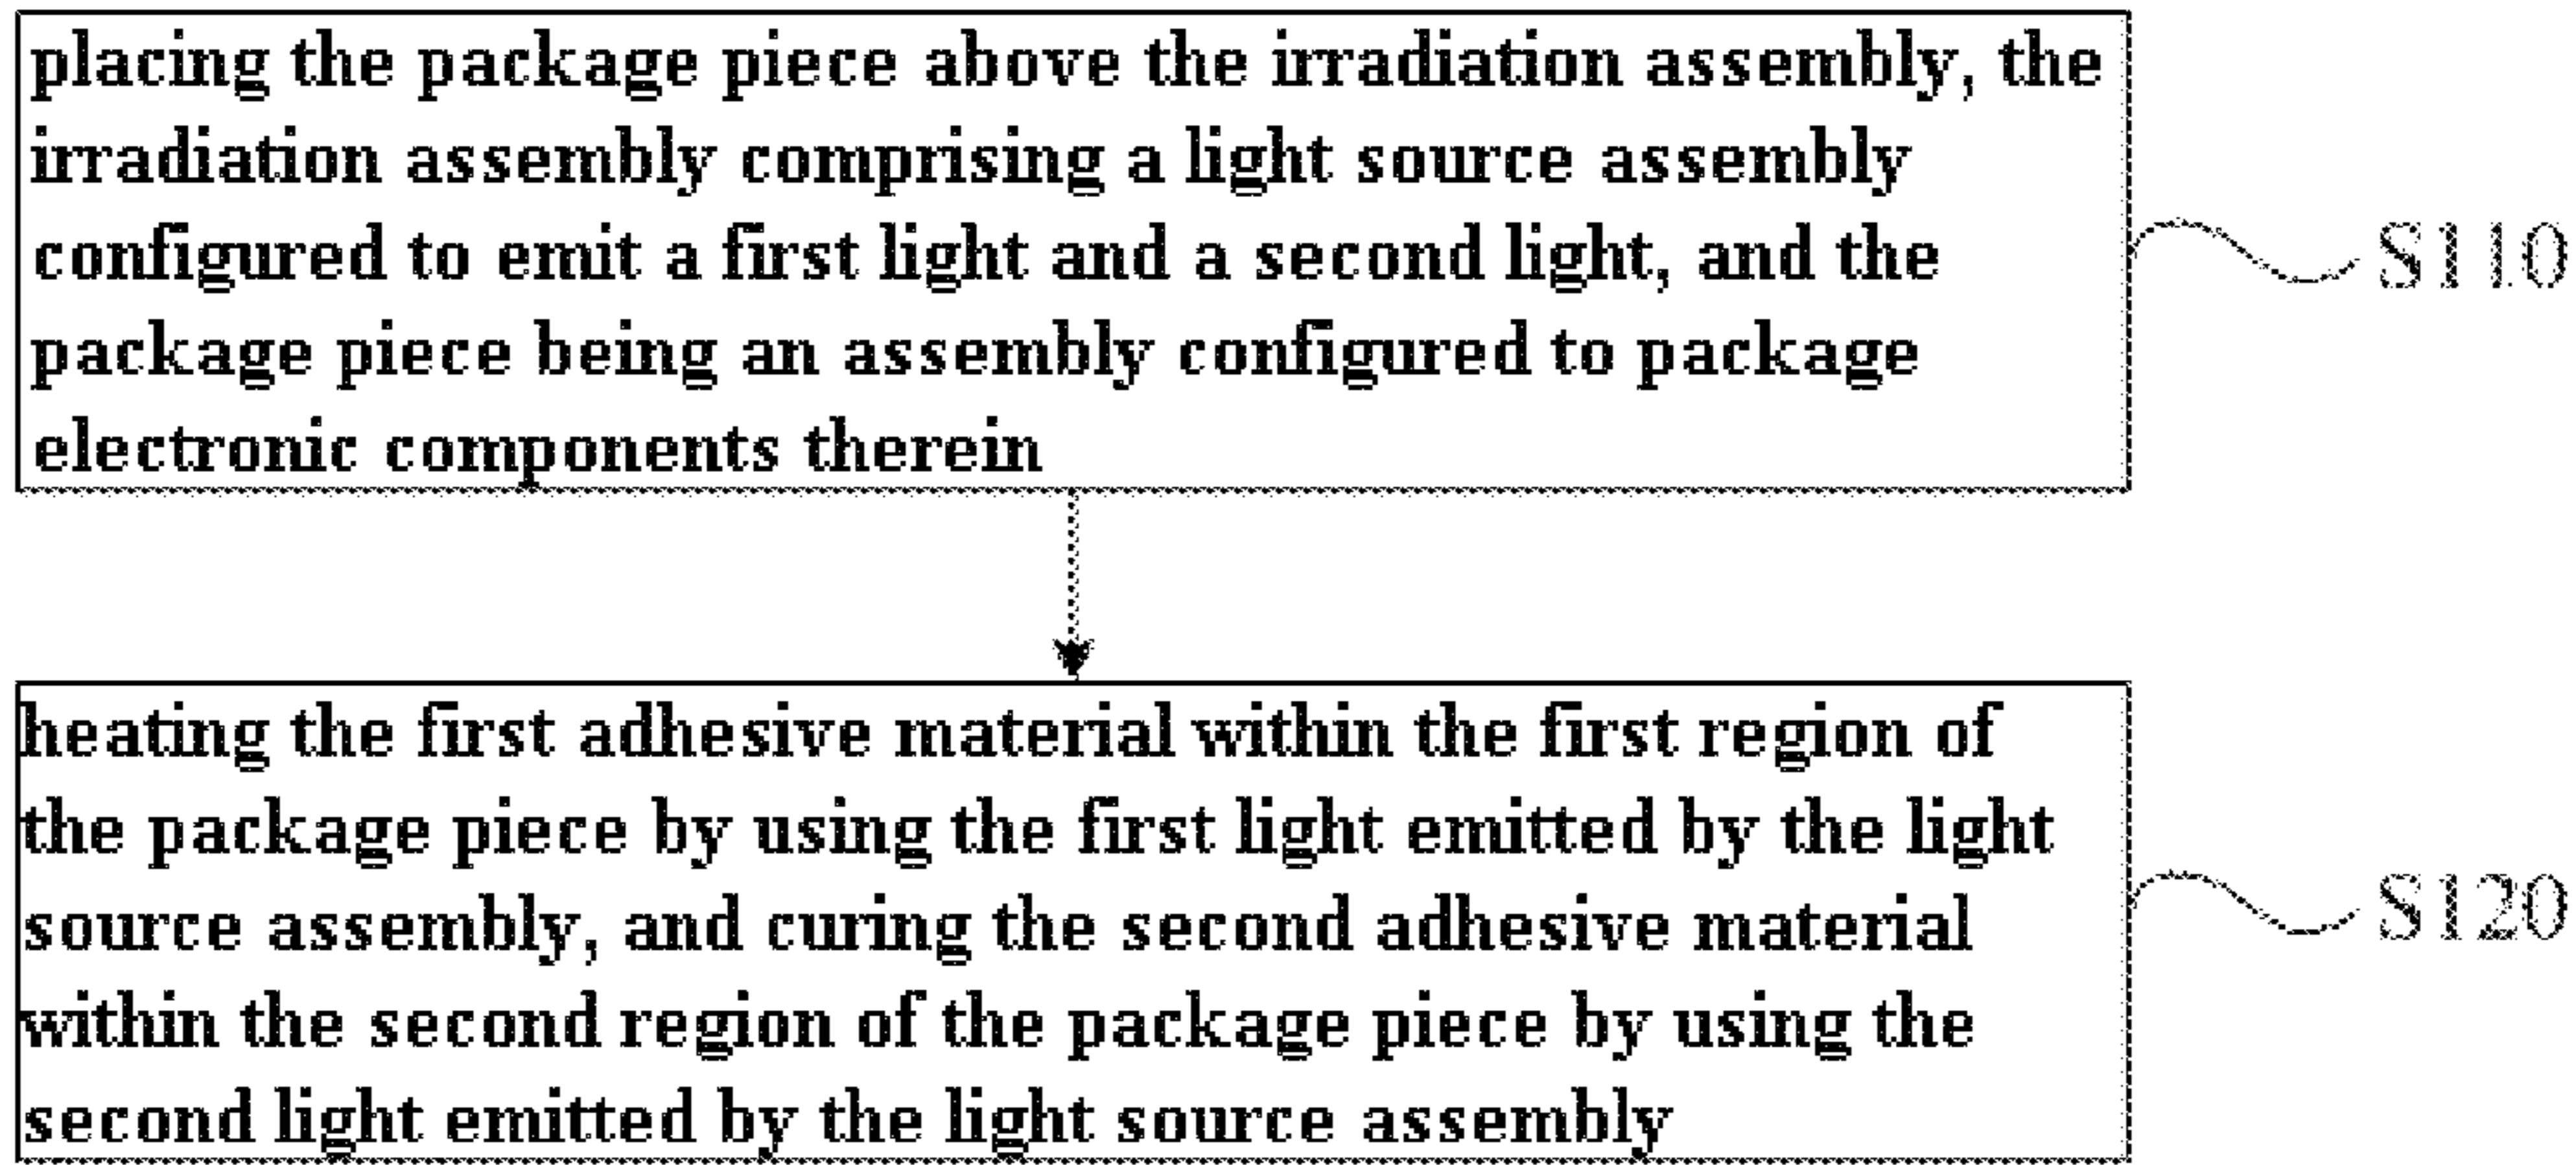 placing the package piece above the irradiation assembly, the
irradiation assembly comprising a light source assembly
configured to emit a first light and a second light, and the
package piece being an assembly configured to package
electronic components therein
S110
heating the first adhesive material within the first region of
the package piece by using the first light emitted by the light
source assembly, and curing the second adhesive material
within the second region of the package piece by using the
second light emitted by the light source assembly
S120